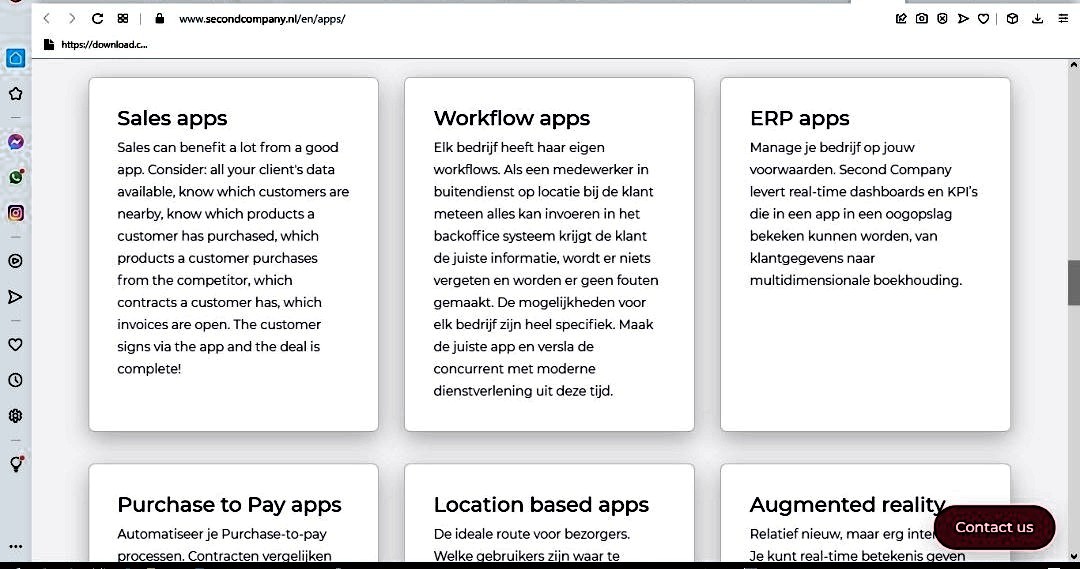 www.secondcompany.nl/en/apps/
https://download.c...
Sales apps
Sales can benefit a lot from a good
app. Consider: all your client's data
available, know which customers are
nearby, know which products a
customer has purchased, which
products a customer purchases
from the competitor, which
contracts a customer has, which
invoices are open. The customer
signs via the app and the deal is
complete!
Workflow apps
Elk bedrijf heeft haar eigen
workflows. Als een medewerker in
buitendienst op locatie bij de klant
meteen alles kan invoeren in het
backoffice systeem krijgt de klant
de juiste informatie, wordt er niets
vergeten en worden er geen fouten
gemaakt. De mogelijkheden voor
elk bedrijf zijn heel specifiek. Maak
de juiste app en versla de
concurrent met moderne
dienstverlening uit deze tijd.
ERP apps
Manage je bedrijf op jouw
voorwaarden. Second Company
levert real-time dashboards en KPI's
die in een app in een oogopslag
bekeken kunnen worden, van
klantgegevens naar
multidimensionale boekhouding.
Purchase to Pay apps
Automatiseer je Purchase-to-pay
processen. Contracten vergelijken
Location based apps
De ideale route voor bezorgers.
Welke gebruikers zijn waar te
Augmented reality
Relatief nieuw, maar erg
Je kunt real-time betekenis geven
Contact us